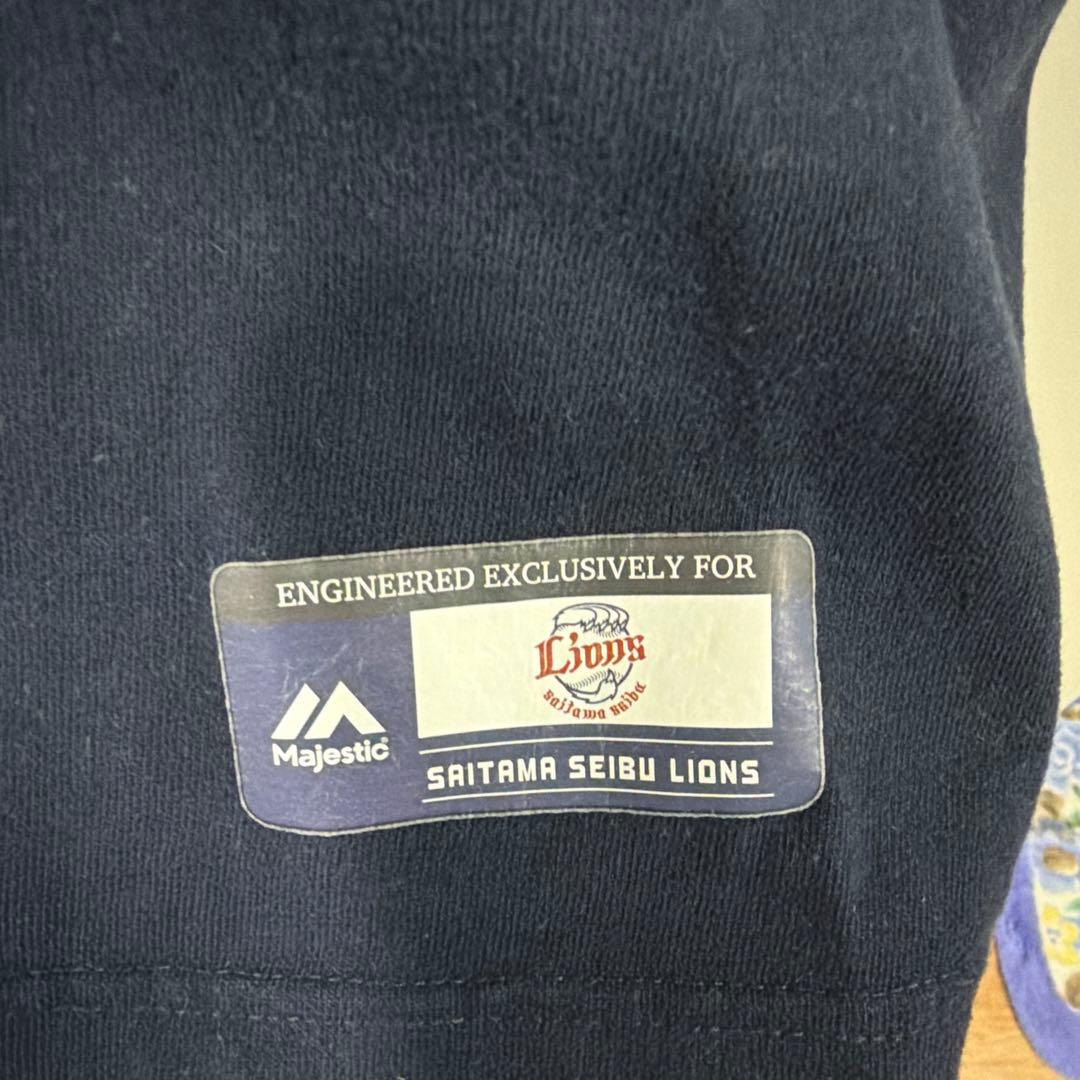 ENGINEERED EXCLUSIVELY FOR
Lions
saitama seibu
Majestic®
SAITAMA SEIBU LIONS